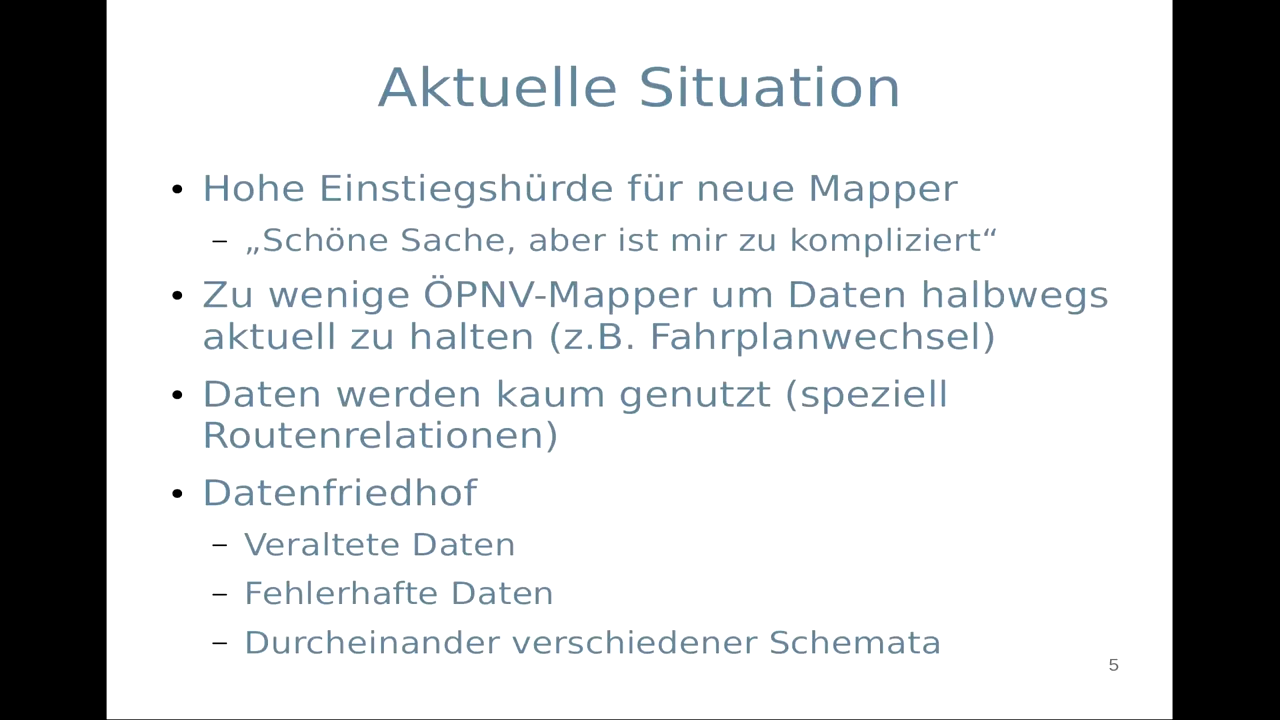 Aktuelle Situation
• Hohe Einstiegshürde für neue Mapper
– „Schöne Sache, aber ist mir zu kompliziert“
• Zu wenige ÖPNV-Mapper um Daten halbwegs
aktuell zu halten (z.B. Fahrplanwechsel)
• Daten werden kaum genutzt (speziell
Routenrelationen)
• Datenfriedhof
– Veraltete Daten
– Fehlerhafte Daten
– Durcheinander verschiedener Schemata
5